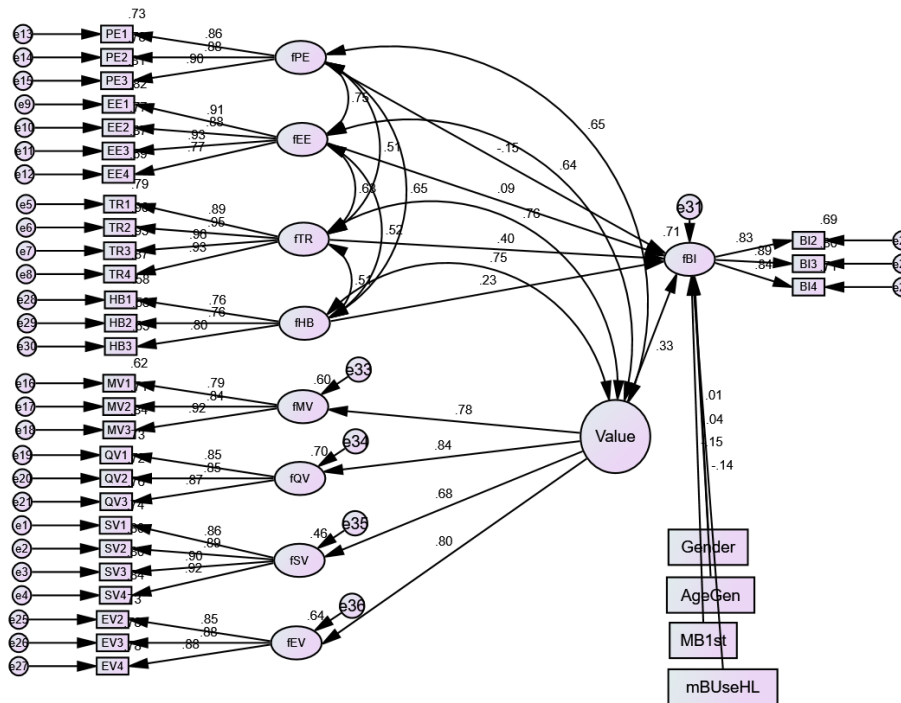 .73
e13 PE1 .86
e14 PE2 .88 fPE
e15 PE3 .90
e9 EE1 .91
e10 EE2 .88
e11 EE3 .93 fEE
e12 EE4 .77
.79
e5 TR1 .89
e6 TR2 .95
e7 TR3 .96 fTR
e8 TR4 .93
e28 HB1 .76
e29 HB2 .76 fHB
e30 HB3 .80
.62
e16 MV1 .79
e17 MV2 .84 fMV .60 e33
e18 MV3 .92
e19 QV1 .85
e20 QV2 .85 fQV .70 e34
e21 QV3 .87
e1 SV1 .86
e2 SV2 .89
e3 SV3 .90 fSV .46 e35
e4 SV4 .92
e25 EV2 .85
e26 EV3 .88 fEV .64 e36
e27 EV4 .88
.75
.51
.65
.52
.51
-.15
.09
.40
.23
.65
.64
.76
.75
.33
.78
.84
.68
.80
Value
e31
.71
fBI
.69
.83 BI2
.89 BI3
.84 BI4
.01
.04
.15
-.14
Gender
AgeGen
MB1st
mBUseHL